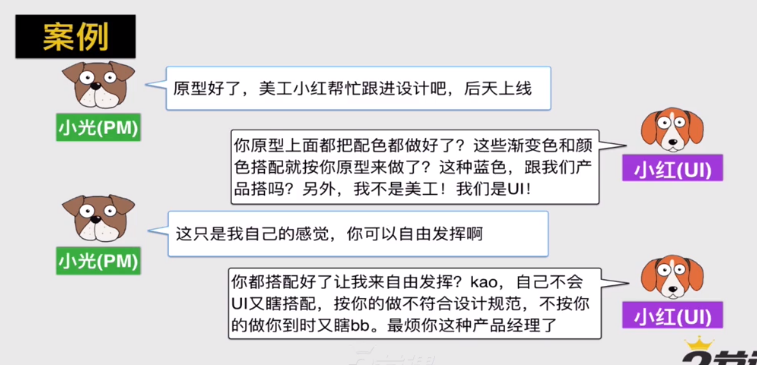 案例
原型好了，美工小红帮忙跟进设计吧，后天上线
小光(PM)
你原型上面都把配色都做好了？这些渐变色和颜
色搭配就按你原型来做了？这种蓝色，跟我们产
品搭吗？另外，我不是美工！我们是UI！
小红(UI)
这只是我自己的感觉，你可以自由发挥啊
小光(PM)
你都搭配好了让我来自由发挥？kao，自己不会
UI又瞎搭配，按你的做不符合设计规范，不按你
的做你到时又瞎bb。最烦你这种产品经理了
小红(UI)